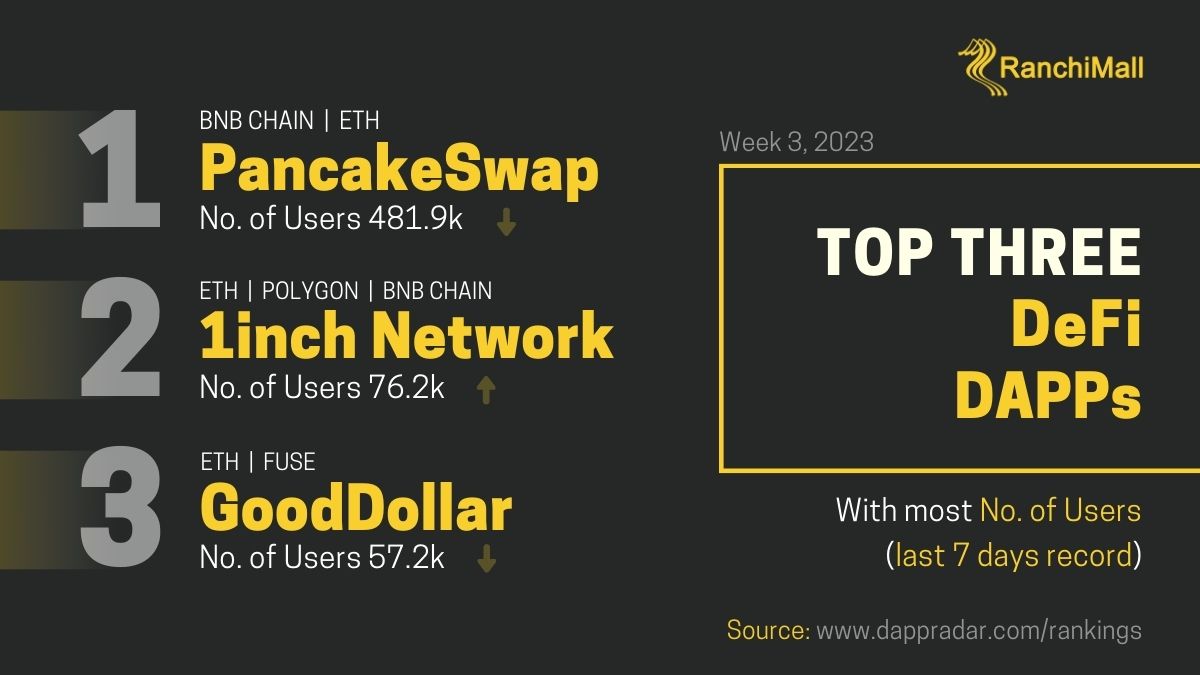 RanchiMall
1
BNB CHAIN | ETH
PancakeSwap
No. of Users 481.9k
2
ETH | POLYGON | BNB CHAIN
1inch Network
No. of Users 76.2k
3
ETH | FUSE
GoodDollar
No. of Users 57.2k
Week 3, 2023
TOP THREE
DeFi
DAPPs
With most No. of Users
(last 7 days record)
Source: www.dappradar.com/rankings